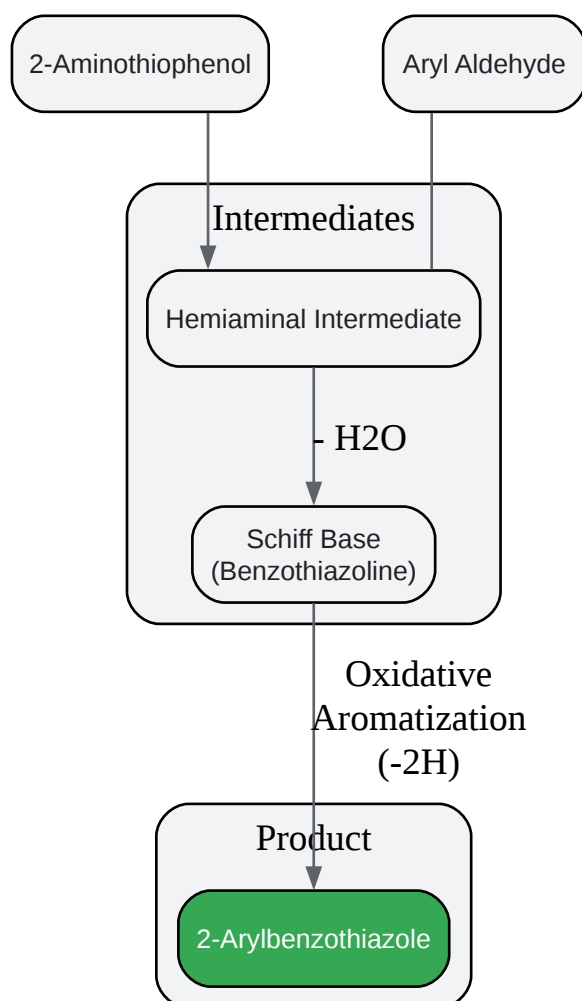 2-Aminothiophenol
Aryl Aldehyde
Intermediates
Hemiaminal Intermediate
- H2O
Schiff Base
(Benzothiazoline)
Oxidative
Aromatization
(-2H)
Product
2-Arylbenzothiazole